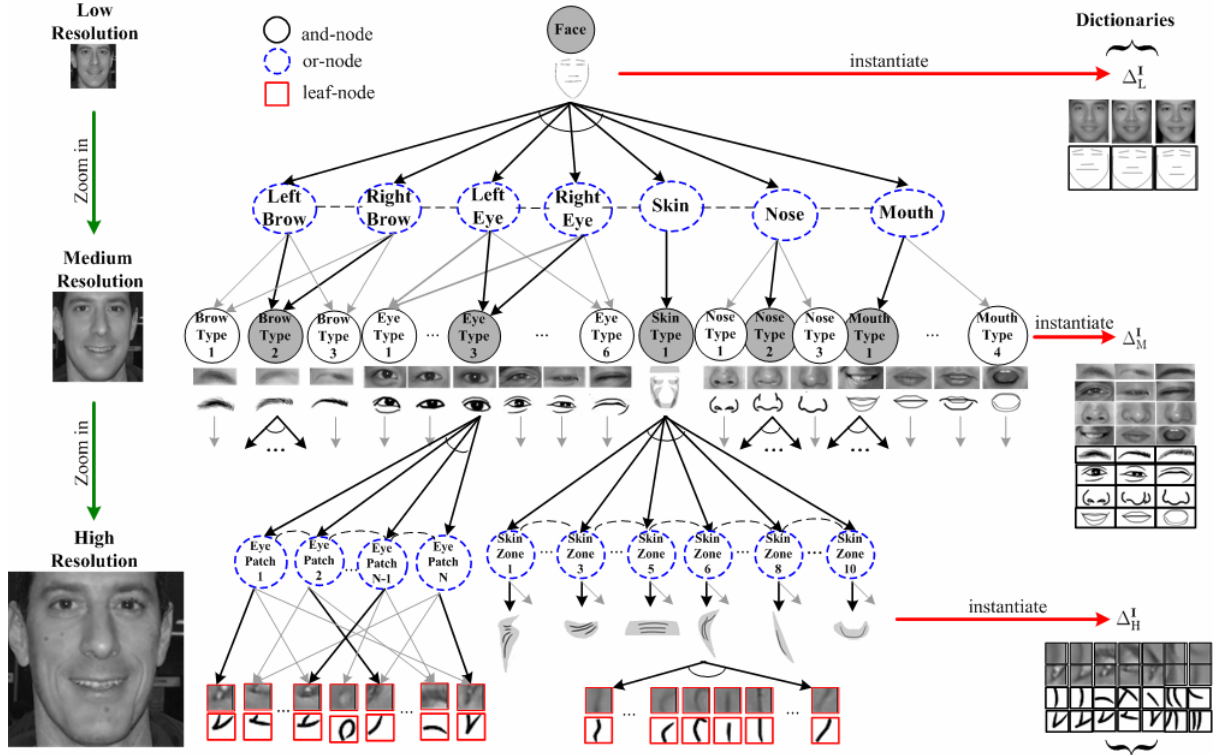 Low
Resolution
and-node
or-node
leaf-node
Face
instantiate
Dictionaries
Δ_L^I
Zoom in
Left
Brow
Right
Brow
Left
Eye
Right
Eye
Skin
Nose
Mouth
Medium
Resolution
Brow
Type
1
Brow
Type
2
Brow
Type
3
Eye
Type
1
...
Eye
Type
3
...
Eye
Type
6
Skin
Type
1
Nose
Type
1
Nose
Type
2
Nose
Type
3
Mouth
Type
1
...
Mouth
Type
4
instantiate
Δ_M^I
...
...
...
Zoom in
High
Resolution
Eye
Patch
1
Eye
Patch
2
...
Eye
Patch
N-1
Eye
Patch
N
Skin
Zone
1
...
Skin
Zone
3
...
Skin
Zone
5
Skin
Zone
6
...
Skin
Zone
8
...
Skin
Zone
10
instantiate
Δ_H^I
...
...
...
...